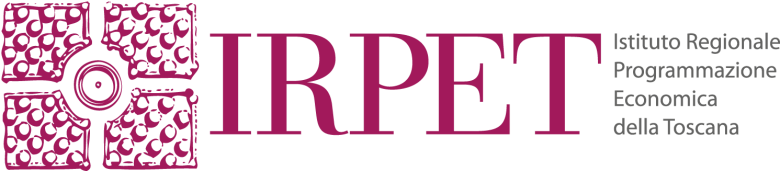 IRPET
Istituto Regionale
Programmazione
Economica
della Toscana